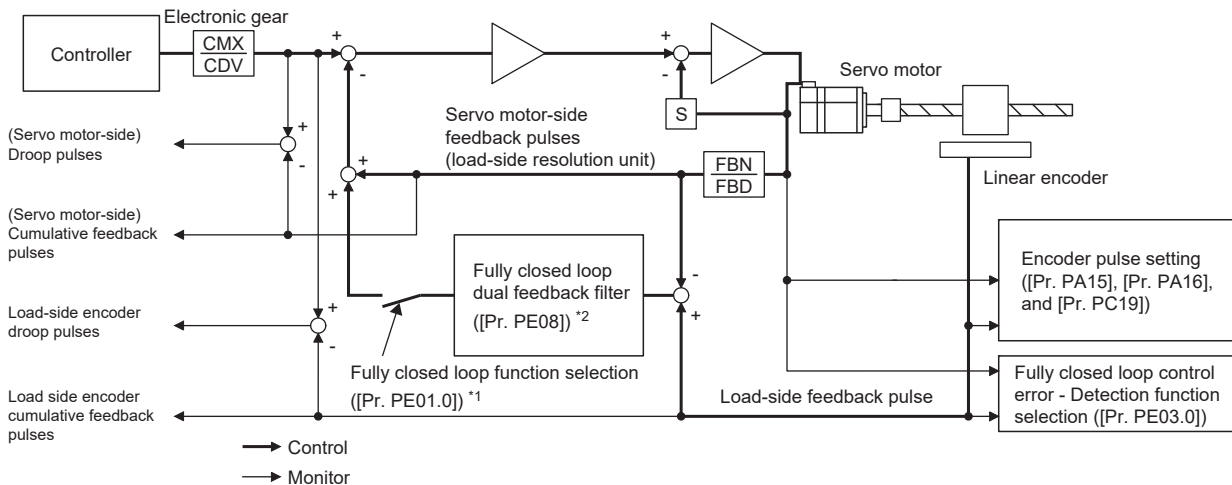 Electronic gear
Controller
CMX
CDV
+
-
+
-
Servo motor
S
Servo motor-side
feedback pulses
(load-side resolution unit)
FBN
FBD
Linear encoder
(Servo motor-side)
Droop pulses
+
-
+
+
(Servo motor-side)
Cumulative feedback
pulses
Fully closed loop
dual feedback filter
([Pr. PE08]) *2
-
+
Encoder pulse setting
([Pr. PA15], [Pr. PA16],
and [Pr. PC19])
Load-side encoder
droop pulses
+
-
Fully closed loop function selection
([Pr. PE01.0]) *1
Load-side feedback pulse
Fully closed loop control
error - Detection function
selection ([Pr. PE03.0])
Load side encoder
cumulative feedback
pulses
Control
Monitor